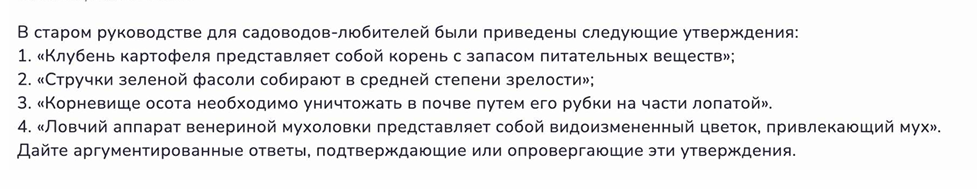 В старом руководстве для садоводов-любителей были приведены следующие утверждения:
1. «Клубень картофеля представляет собой корень с запасом питательных веществ»;
2. «Стручки зеленой фасоли собирают в средней степени зрелости»;
3. «Корневище осота необходимо уничтожать в почве путем его рубки на части лопатой».
4. «Ловчий аппарат венериной мухоловки представляет собой видоизмененный цветок, привлекающий мух».
Дайте аргументированные ответы, подтверждающие или опровергающие эти утверждения.